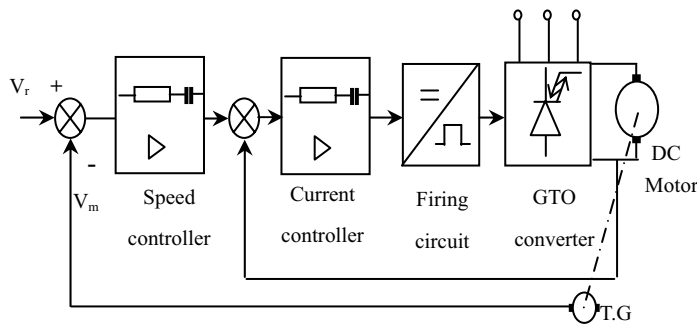 V_r +
-
V_m
Speed
controller
Current
controller
Firing
circuit
GTO
converter
DC
Motor
T.G